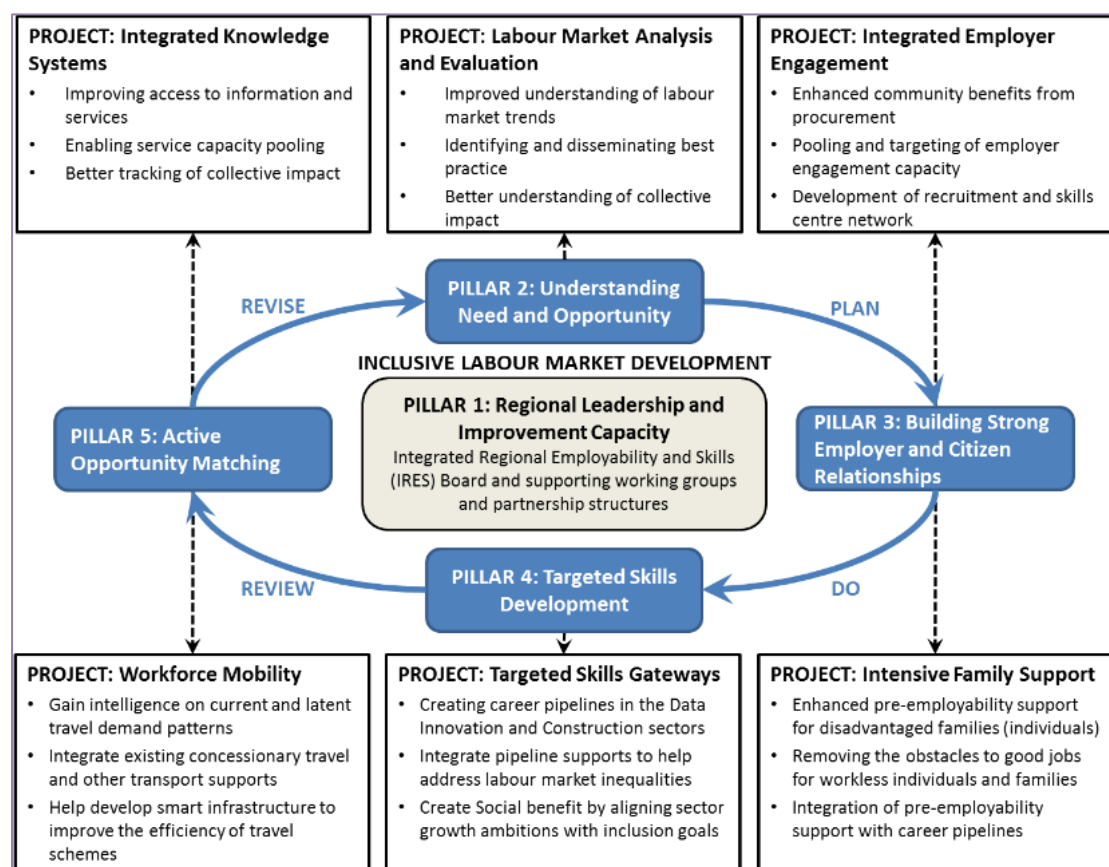 PROJECT: Integrated Knowledge
Systems
• Improving access to information and
services
• Enabling service capacity pooling
• Better tracking of collective impact
PROJECT: Labour Market Analysis
and Evaluation
• Improved understanding of labour
market trends
• Identifying and disseminating best
practice
• Better understanding of collective
impact
PROJECT: Integrated Employer
Engagement
• Enhanced community benefits from
procurement
• Pooling and targeting of employer
engagement capacity
• Development of recruitment and skills
centre network
REVISE
PILLAR 2: Understanding
Need and Opportunity
PLAN
INCLUSIVE LABOUR MARKET DEVELOPMENT
PILLAR 1: Regional Leadership and
Improvement Capacity
Integrated Regional Employability and Skills
(IRES) Board and supporting working groups
and partnership structures
PILLAR 5: Active
Opportunity Matching
PILLAR 3: Building Strong
Employer and Citizen
Relationships
REVIEW
PILLAR 4: Targeted Skills
Development
DO
PROJECT: Workforce Mobility
• Gain intelligence on current and latent
travel demand patterns
• Integrate existing concessionary travel
and other transport supports
• Help develop smart infrastructure to
improve the efficiency of travel
schemes
PROJECT: Targeted Skills Gateways
• Creating career pipelines in the Data
Innovation and Construction sectors
• Integrate pipeline supports to help
address labour market inequalities
• Create Social benefit by aligning sector
growth ambitions with inclusion goals
PROJECT: Intensive Family Support
• Enhanced pre-employability support
for disadvantaged families (individuals)
• Removing the obstacles to good jobs
for workless individuals and families
• Integration of pre-employability
support with career pipelines